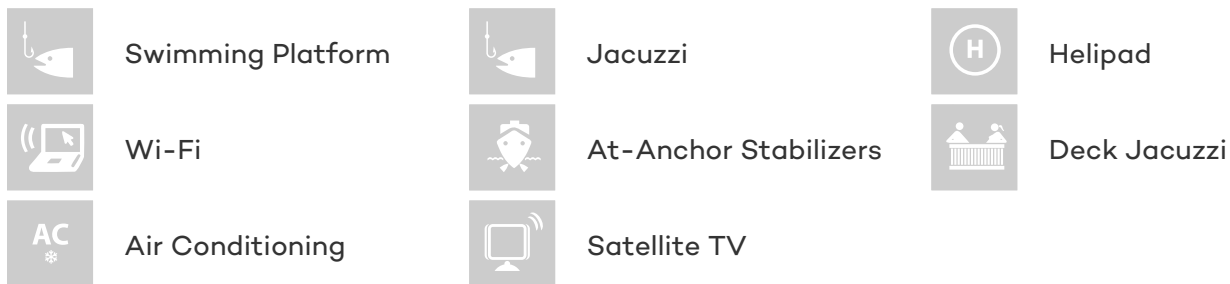 Swimming Platform
Jacuzzi
H
Helipad
Wi-Fi
At-Anchor Stabilizers
Deck Jacuzzi
AC
Air Conditioning
Satellite TV